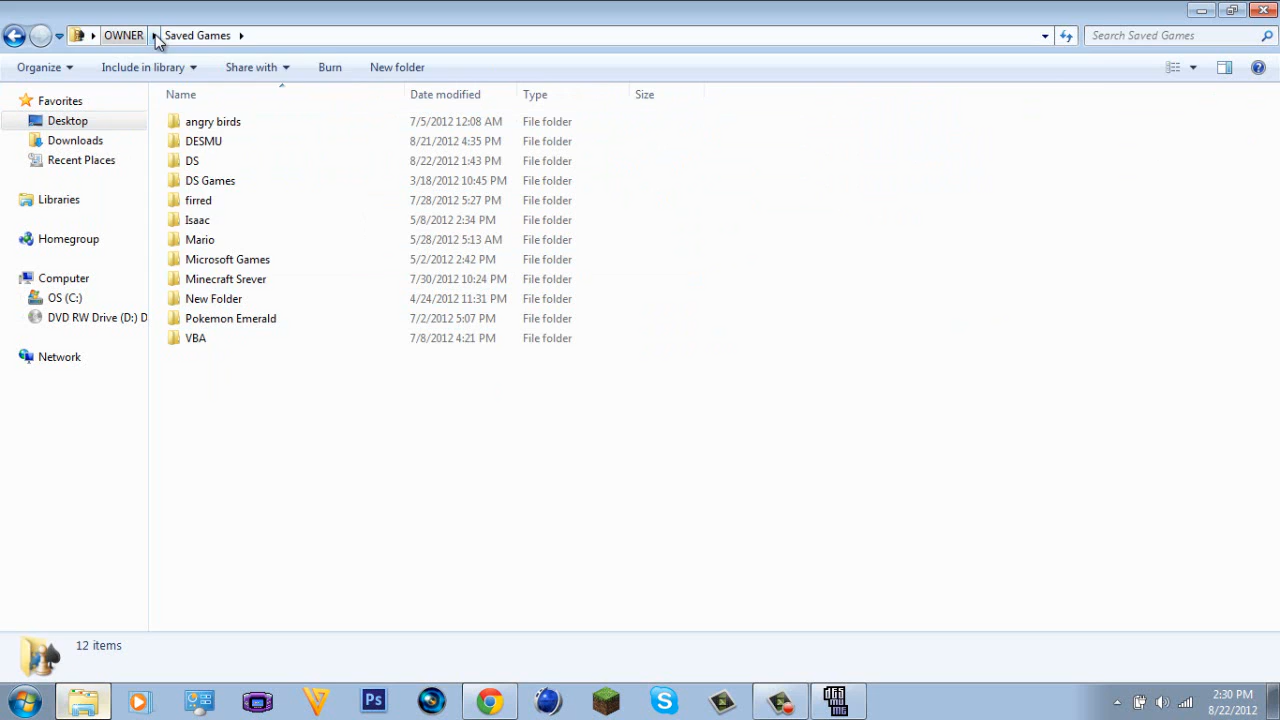 OWNER Saved Games Search Saved Games
Organize Include in library Share with Burn New folder
Name Date modified Type Size
Favorites
Desktop
Downloads
Recent Places
Libraries
Homegroup
Computer
OS (C:)
DVD RW Drive (D:) D
Network
angry birds 7/5/2012 12:08 AM File folder
DESMU 8/21/2012 4:35 PM File folder
DS 8/22/2012 1:43 PM File folder
DS Games 3/18/2012 10:45 PM File folder
firred 7/28/2012 5:27 PM File folder
Isaac 5/8/2012 2:34 PM File folder
Mario 5/28/2012 5:13 AM File folder
Microsoft Games 5/2/2012 2:42 PM File folder
Minecraft Srever 7/30/2012 10:24 PM File folder
New Folder 4/24/2012 11:31 PM File folder
Pokemon Emerald 7/2/2012 5:07 PM File folder
VBA 7/8/2012 4:21 PM File folder
12 items
Ps
2:30 PM
8/22/2012